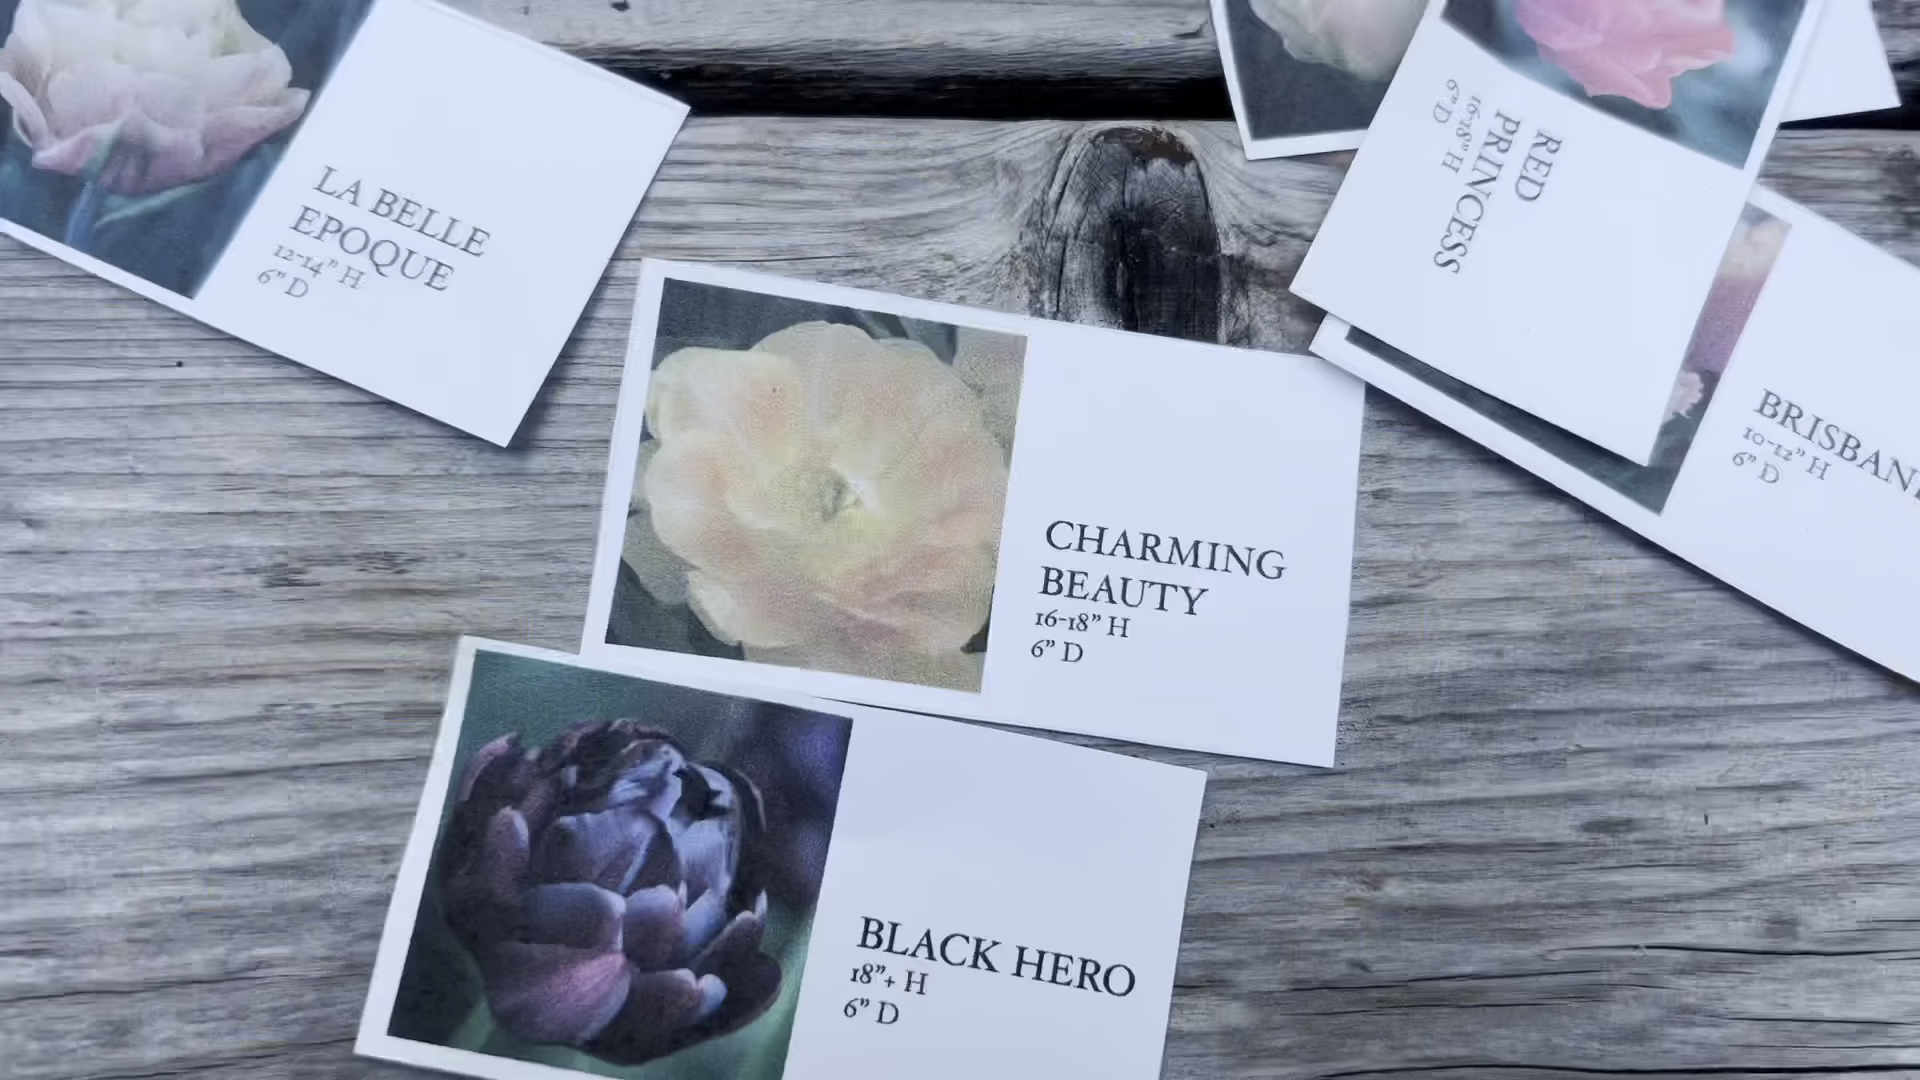 LA BELLE
EPOQUE
12-14" H
6" D
RED
PRINCESS
16-18" H
6" D
BRISBAN
10-12" H
6" D
CHARMING
BEAUTY
16-18" H
6" D
BLACK HERO
18"+ H
6" D